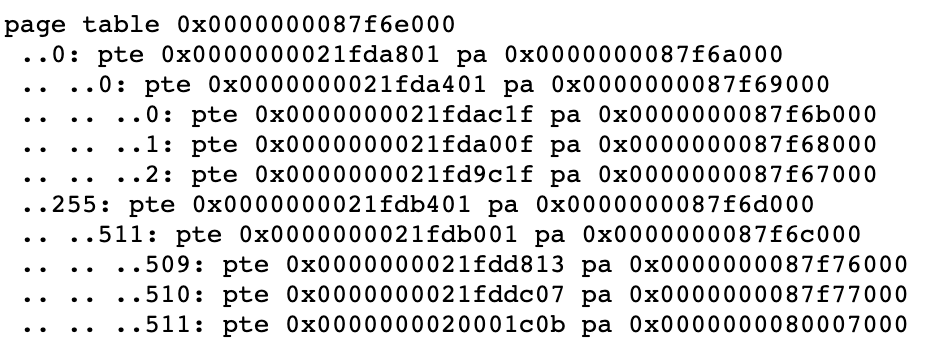 page table 0x0000000087f6e000
..0: pte 0x0000000021fda801 pa 0x0000000087f6a000
.. ..0: pte 0x0000000021fda401 pa 0x0000000087f69000
.. .. ..0: pte 0x0000000021fdac1f pa 0x0000000087f6b000
.. .. ..1: pte 0x0000000021fda00f pa 0x0000000087f68000
.. .. ..2: pte 0x0000000021fd9c1f pa 0x0000000087f67000
..255: pte 0x0000000021fdb401 pa 0x0000000087f6d000
.. ..511: pte 0x0000000021fdb001 pa 0x0000000087f6c000
.. .. ..509: pte 0x0000000021fdd813 pa 0x0000000087f76000
.. .. ..510: pte 0x0000000021fddc07 pa 0x0000000087f77000
.. .. ..511: pte 0x0000000020001c0b pa 0x0000000080007000